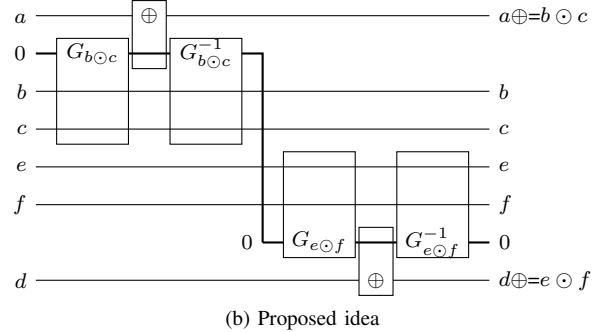 a ⊕ a⊕=b ⊙ c
0 G_{b⊙c} G^{-1}_{b⊙c}
b b
c c
e e
f f
0 G_{e⊙f} G^{-1}_{e⊙f} 0
d ⊕ d⊕=e ⊙ f
(b) Proposed idea